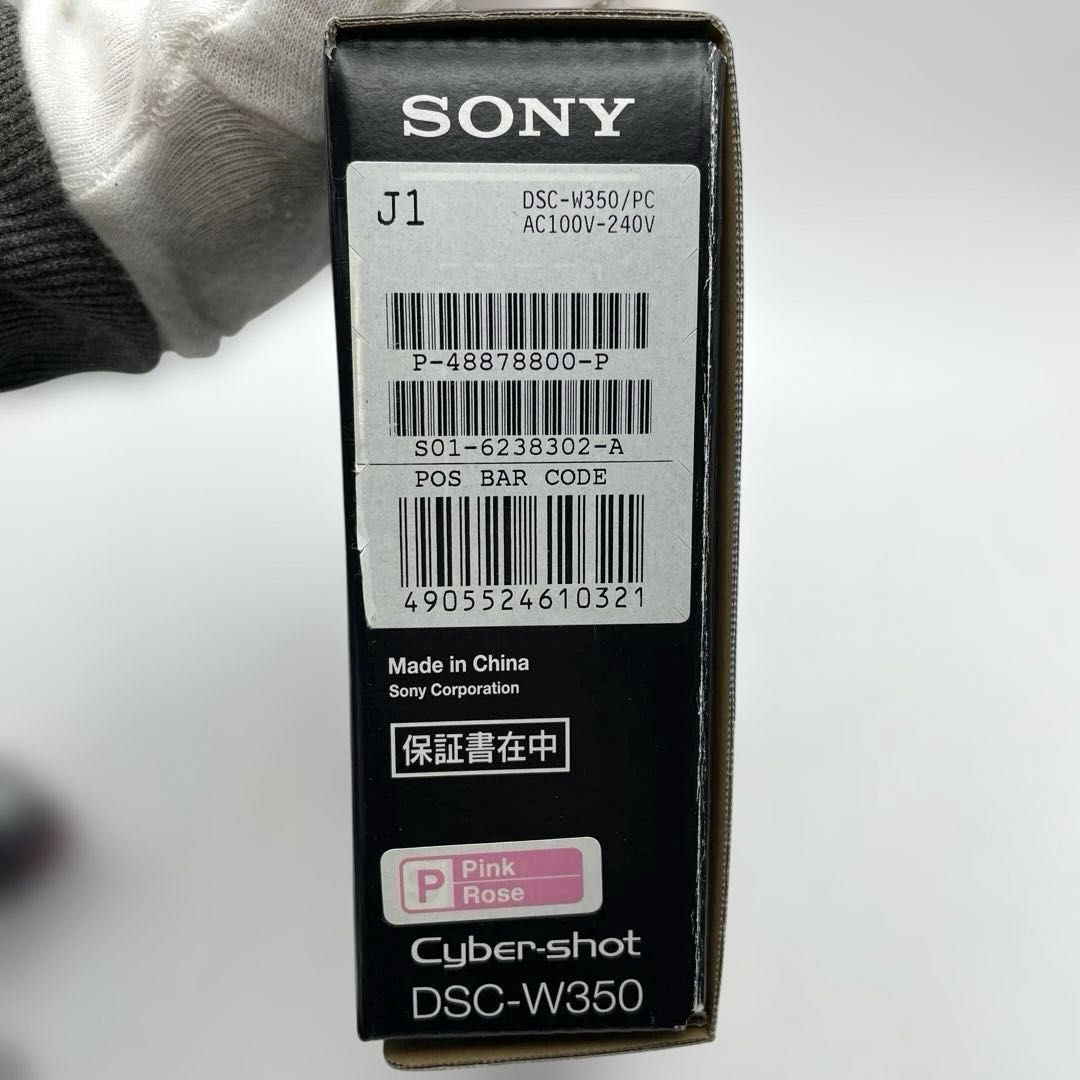 SONY
J1
DSC-W350/PC
AC100V-240V
P-48878800-P
S01-6238302-A
POS BAR CODE
4905524610321
Made in China
Sony Corporation
保証書在中
P
Pink
Rose
Cyber-shot
DSC-W350